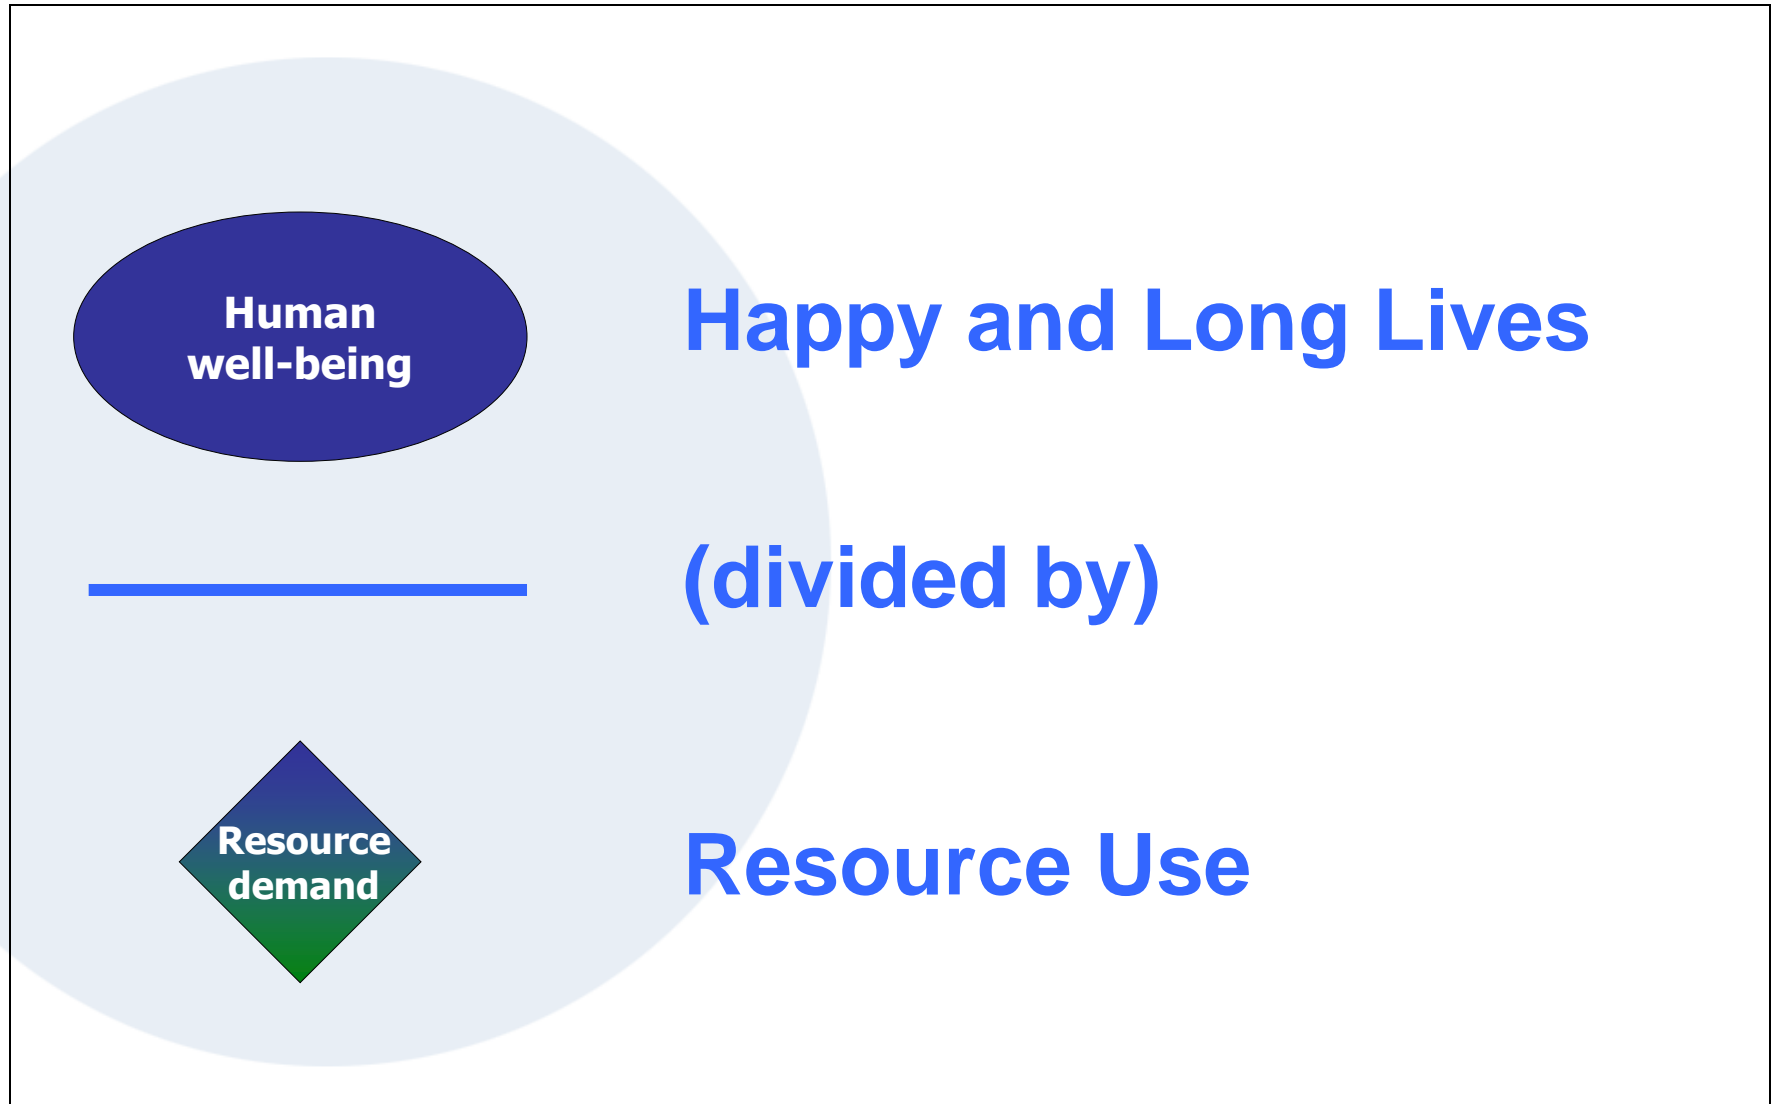 Human
well-being
Happy and Long Lives
(divided by)
Resource
demand
Resource Use